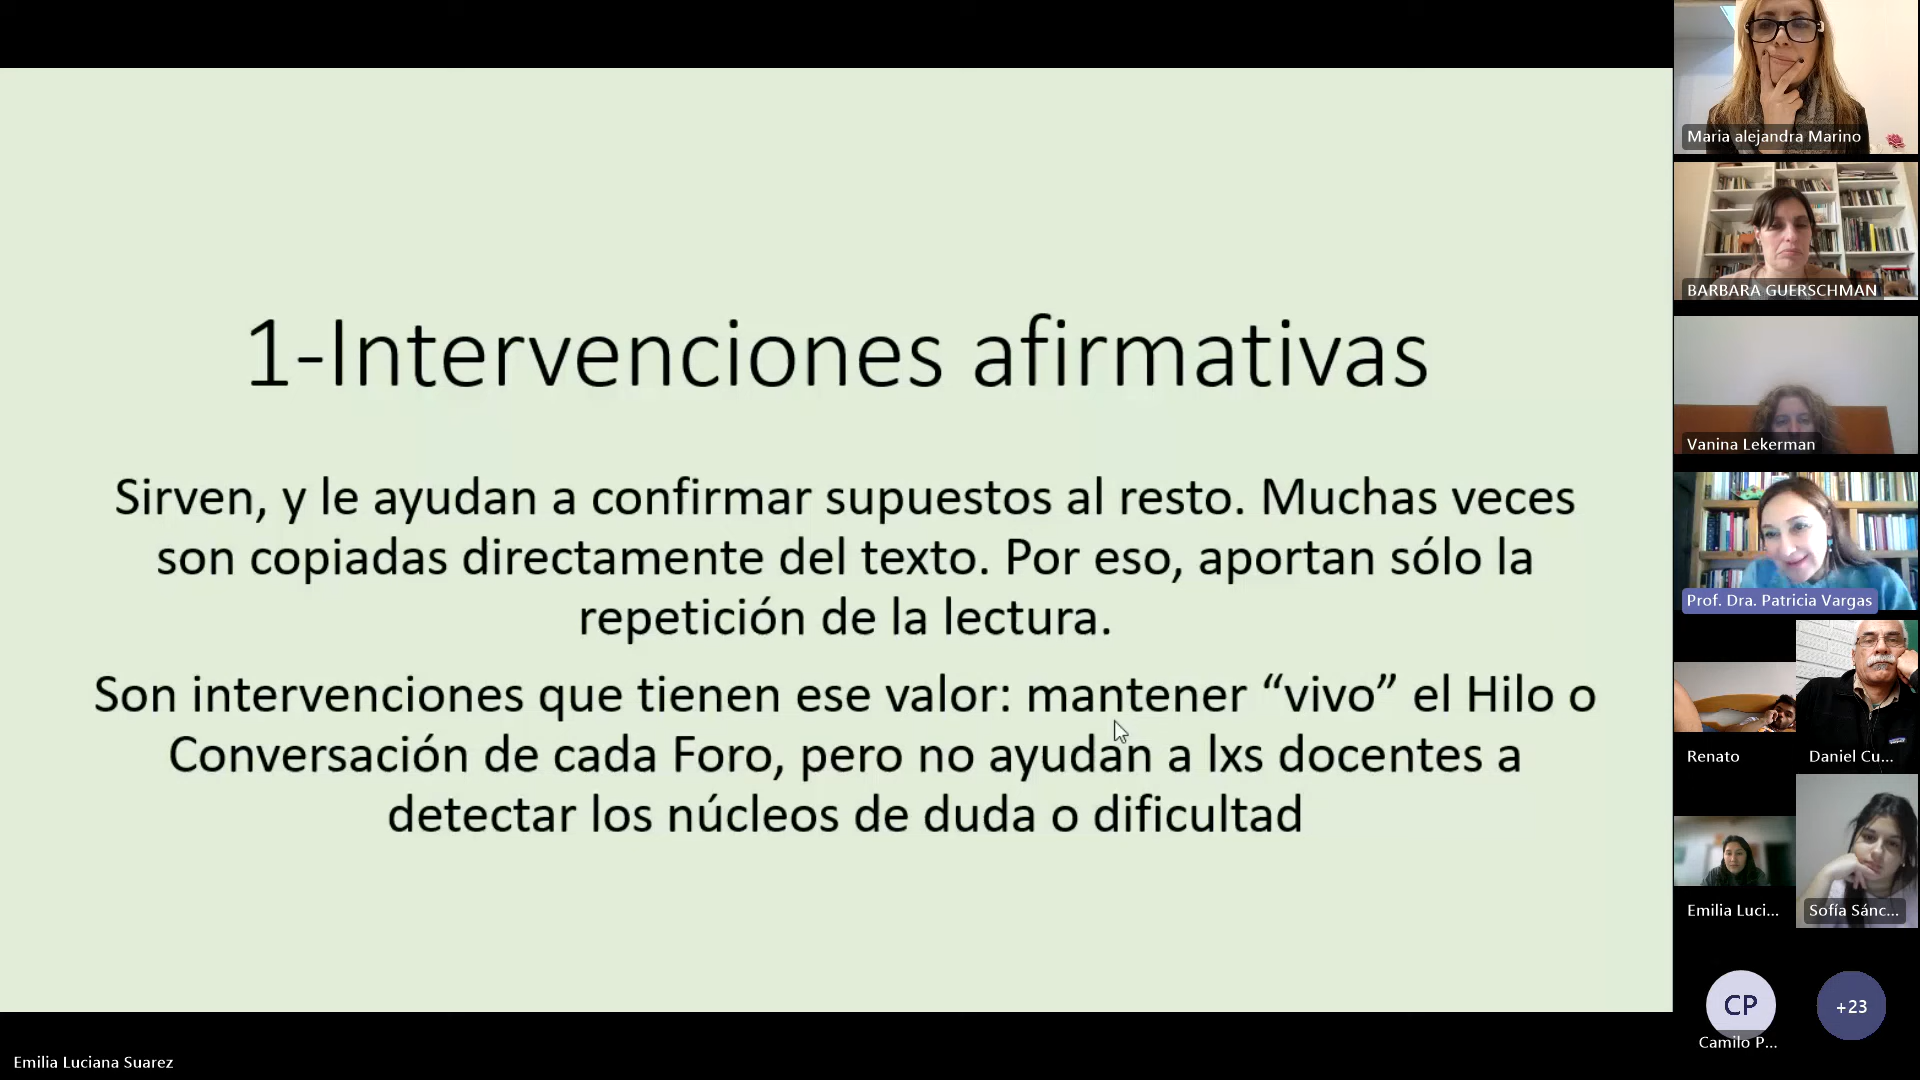 1-Intervenciones afirmativas
Sirven, y le ayudan a confirmar supuestos al resto. Muchas veces
son copiadas directamente del texto. Por eso, aportan sólo la
repetición de la lectura.
Son intervenciones que tienen ese valor: mantener “vivo” el Hilo o
Conversación de cada Foro, pero no ayudan a lxs docentes a
detectar los núcleos de duda o dificultad
Emilia Luciana Suarez
Maria alejandra Marino
BARBARA GUERSCHMAN
Vanina Lekerman
Prof. Dra. Patricia Vargas
Renato
Daniel Cu...
Emilia Luci...
Sofía Sánc...
CP
Camilo P...
+23